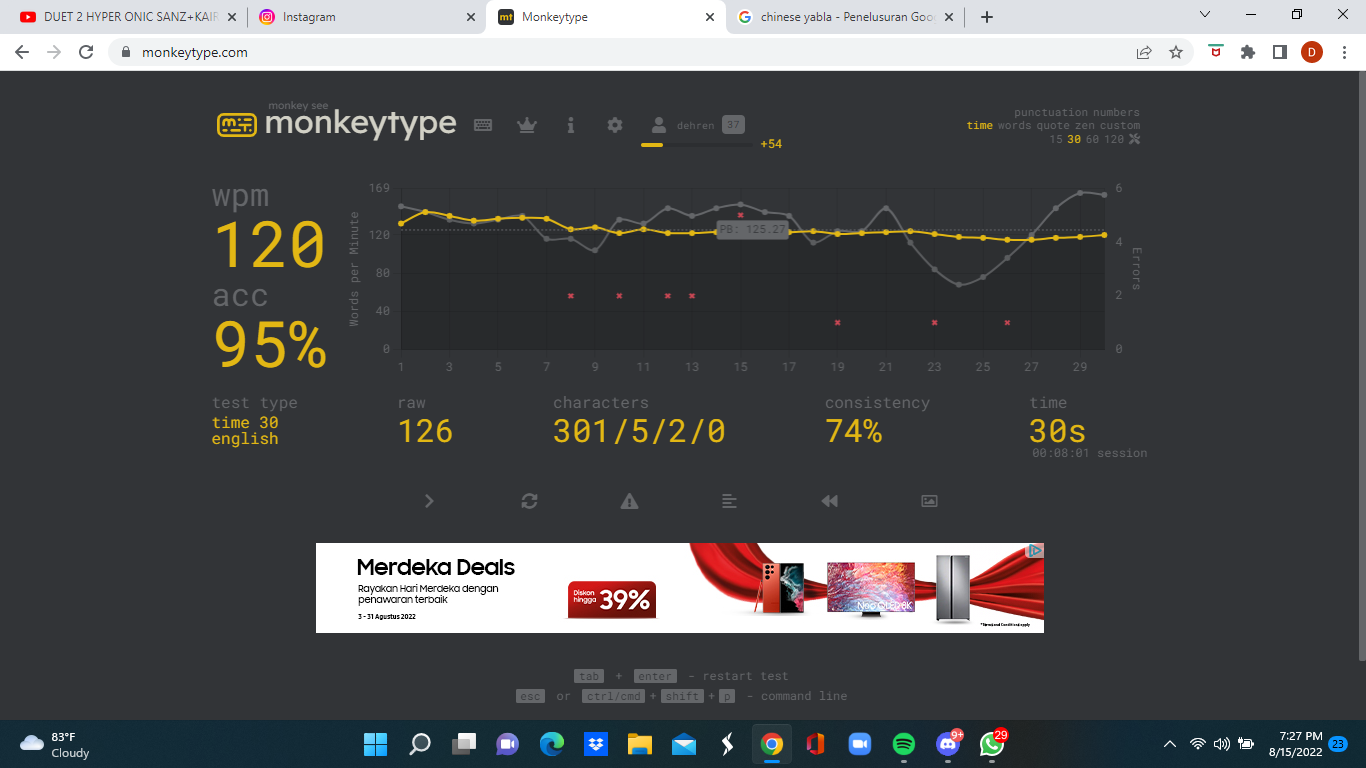 DUET 2 HYPER ONIC SANZ+KAIR
Instagram
Monkeytype
chinese yabla - Penelusuran Goo
monkeytype.com
D
monkey see
monkeytype
dehren 37
+54
punctuation numbers
time words quote zen custom
15 30 60 120
wpm
120
acc
95%
Words per Minute
169
120
80
40
0
PB: 125.27
6
4
2
0
Errors
1 3 5 7 9 11 13 15 17 19 21 23 25 27 29
test type
time 30
english
raw
126
characters
301/5/2/0
consistency
74%
time
30s
00:08:01 session
Merdeka Deals
Rayakan Hari Merdeka dengan
penawaran terbaik
3 - 31 Agustus 2022
Diskon
hingga
39%
Neo QLED 8K
*Terms and Conditions apply
tab + enter - restart test
esc or ctrl/cmd + shift + p - command line
83°F
Cloudy
9+
29
7:27 PM
8/15/2022
23